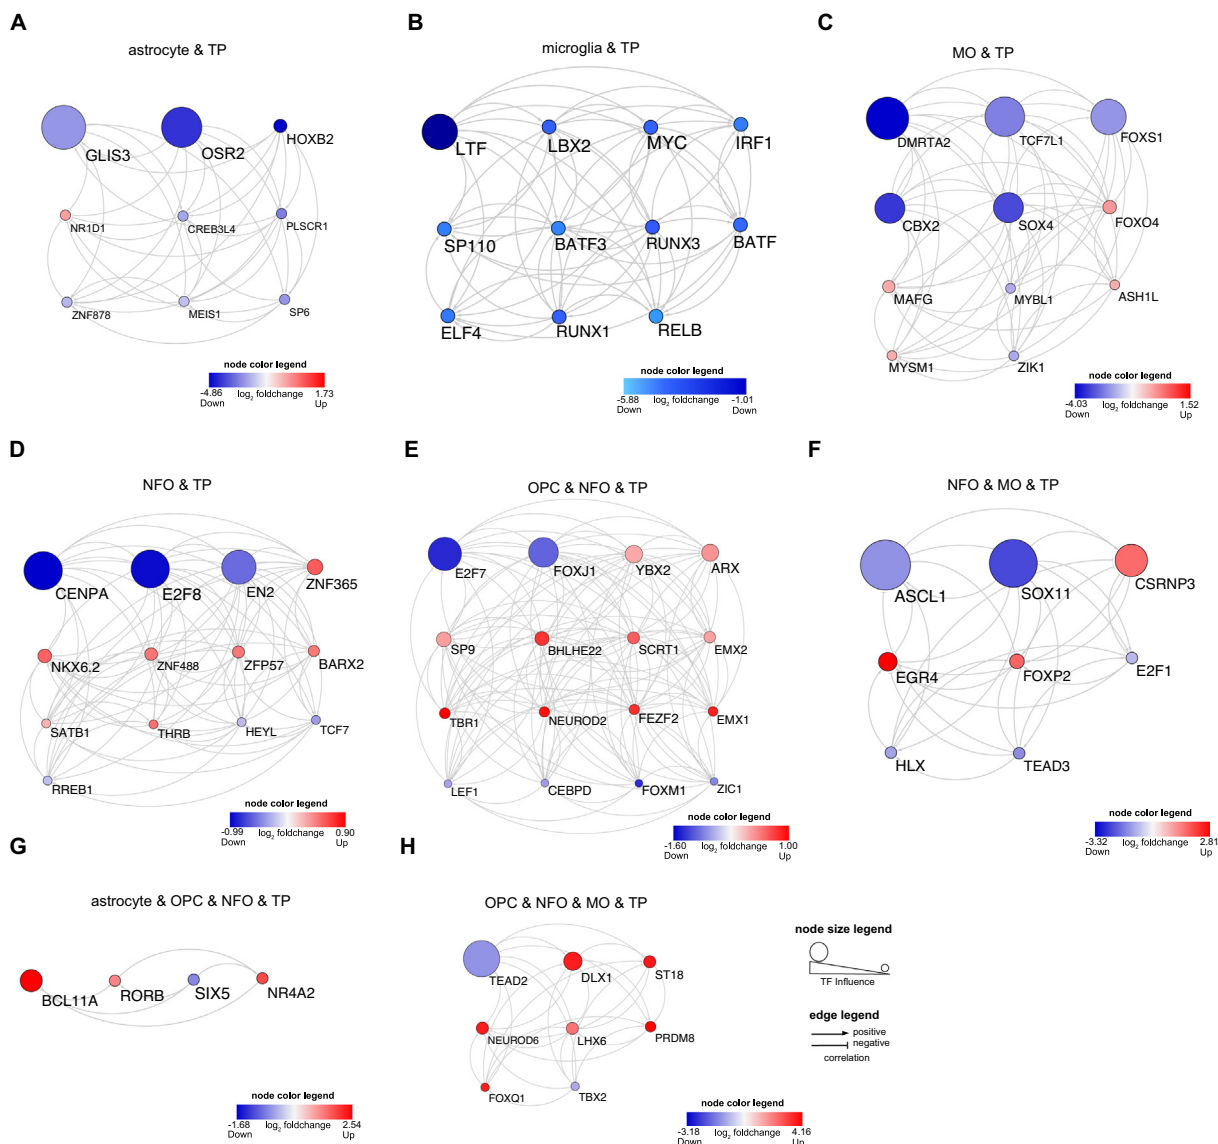 A
astrocyte & TP
GLIS3
OSR2
HOXB2
NR1D1
CREB3L4
PLSCR1
ZNF878
MEIS1
SP6
node color legend
-4.86 log2 foldchange 1.73
Down Up
B
microglia & TP
LTF
LBX2
MYC
IRF1
SP110
BATF3
RUNX3
BATF
ELF4
RUNX1
RELB
node color legend
-5.88 log2 foldchange -1.01
Down Down
C
MO & TP
DMRTA2
TCF7L1
FOXS1
CBX2
SOX4
FOXO4
MAFG
MYBL1
ASH1L
MYSM1
ZIK1
node color legend
-4.03 log2 foldchange 1.52
Down Up
D
NFO & TP
CENPA
E2F8
EN2
ZNF365
NKX6.2
ZNF488
ZFP57
BARX2
SATB1
THRB
HEYL
TCF7
RREB1
node color legend
-0.99 log2 foldchange 0.90
Down Up
E
OPC & NFO & TP
E2F7
FOXJ1
YBX2
ARX
SP9
BHLHE22
SCRT1
EMX2
TBR1
NEUROD2
FEZF2
EMX1
LEF1
CEBPD
FOXM1
ZIC1
node color legend
-1.60 log2 foldchange 1.00
Down Up
F
NFO & MO & TP
ASCL1
SOX11
CSRNP3
EGR4
FOXP2
E2F1
HLX
TEAD3
node color legend
-3.32 log2 foldchange 2.81
Down Up
G
astrocyte & OPC & NFO & TP
BCL11A
RORB
SIX5
NR4A2
node color legend
-1.68 log2 foldchange 2.54
Down Up
H
OPC & NFO & MO & TP
TEAD2
DLX1
ST18
NEUROD6
LHX6
PRDM8
FOXQ1
TBX2
node color legend
-3.18 log2 foldchange 4.16
Down Up
node size legend
TF Influence
edge legend
positive
negative
correlation